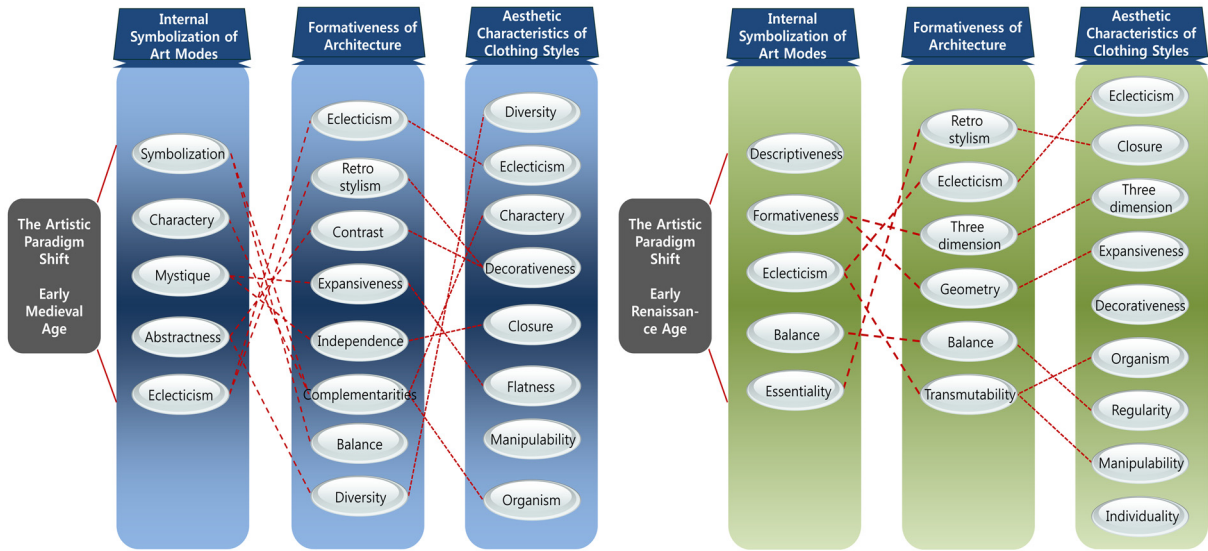 Internal
Symbolization of
Art Modes
Formativeness of
Architecture
Aesthetic
Characteristics of
Clothing Styles
The Artistic
Paradigm
Shift
Early
Medieval
Age
Symbolization
Charactery
Mystique
Abstractness
Eclecticism
Eclecticism
Retro
stylism
Contrast
Expansiveness
Independence
Complementarities
Balance
Diversity
Diversity
Eclecticism
Charactery
Decorativeness
Closure
Flatness
Manipulability
Organism
Internal
Symbolization of
Art Modes
Formativeness of
Architecture
Aesthetic
Characteristics of
Clothing Styles
The Artistic
Paradigm
Shift
Early
Renaissan-
ce Age
Descriptiveness
Formativeness
Eclecticism
Balance
Essentiality
Retro
stylism
Eclecticism
Three
dimension
Geometry
Balance
Transmutability
Eclecticism
Closure
Three
dimension
Expansiveness
Decorativeness
Organism
Regularity
Manipulability
Individuality